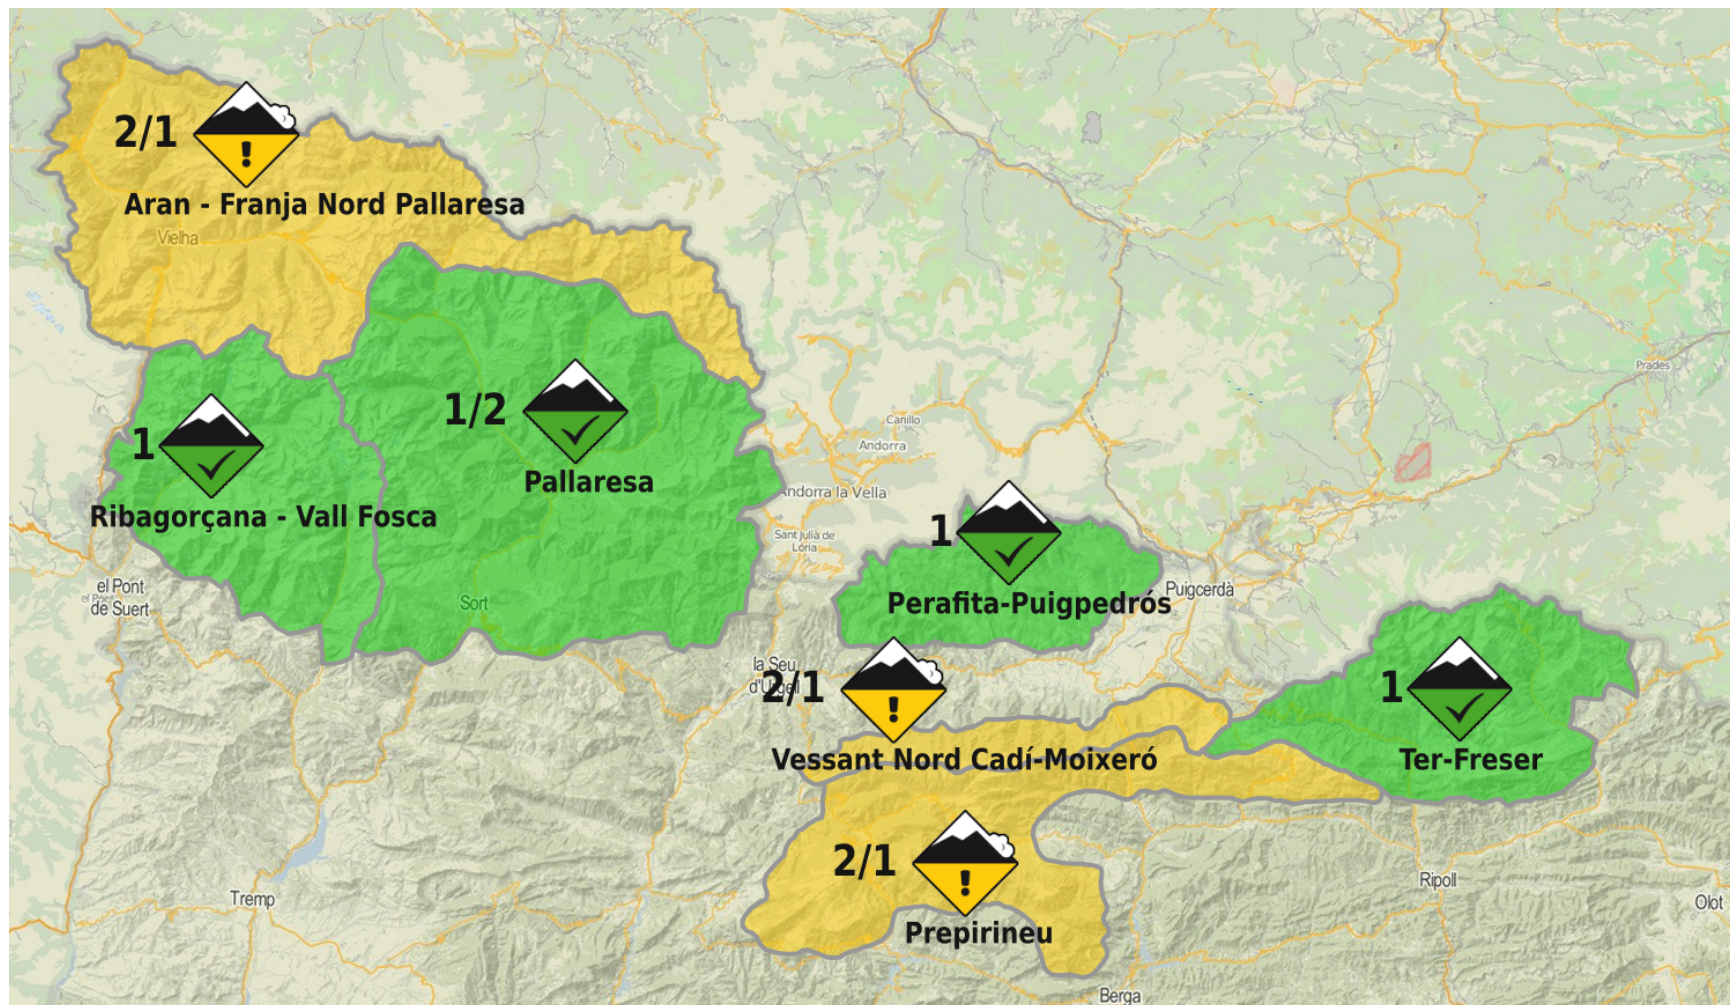 2/1
!
Aran - Franja Nord Pallaresa
Vielha
1/2
Pallaresa
1
Ribagorçana - Vall Fosca
Prades
Canillo
Andorra
Andorra la Vella
Sant Julià de
Lòria
1
Perafita-Puigpedrós
Puigcerdà
el Pont
de Suert
Sort
la Seu
d'Urgell
2/1
!
Vessant Nord Cadí-Moixeró
1
Ter-Freser
2/1
!
Prepirineu
Tremp
Ripoll
Olot
Berga